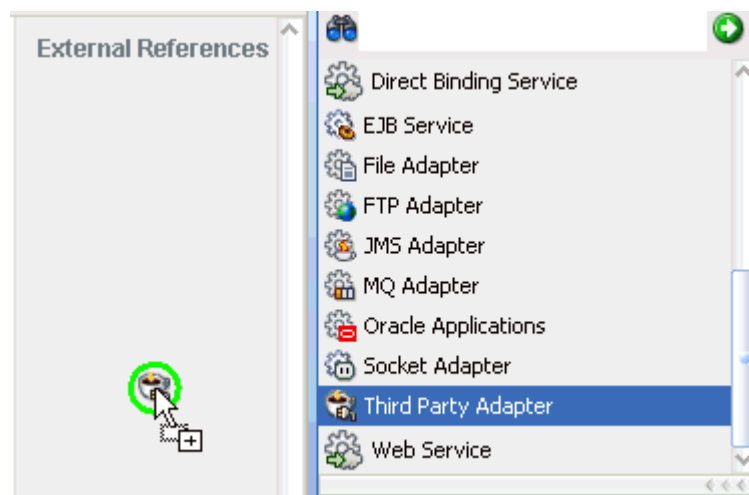 External References
Direct Binding Service
EJB Service
File Adapter
FTP Adapter
JMS Adapter
MQ Adapter
Oracle Applications
Socket Adapter
Third Party Adapter
Web Service